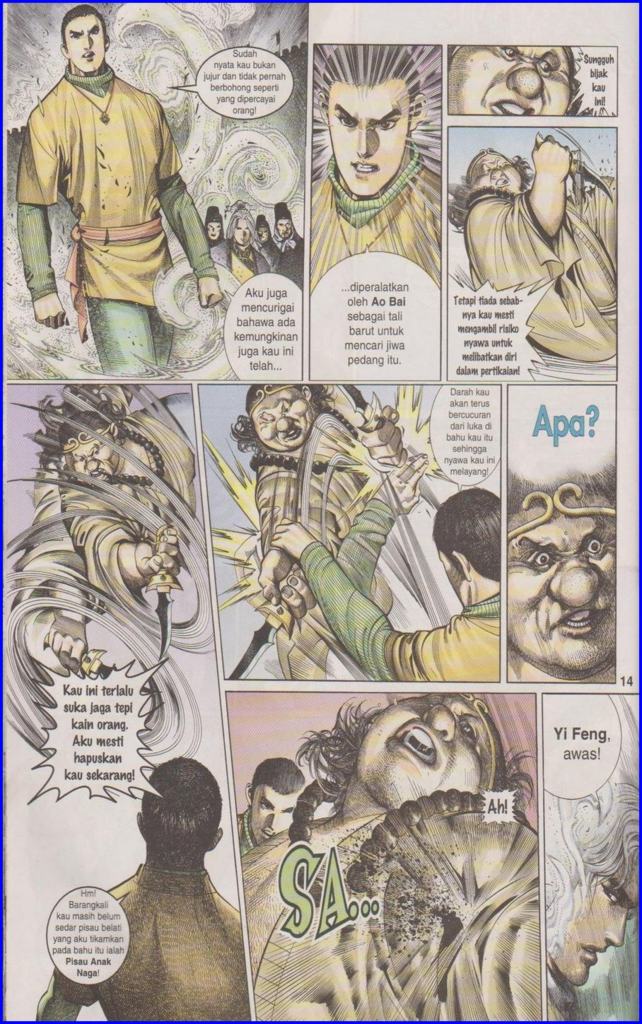 Sudah
nyata kau bukan
jujur dan tidak pernah
berbohong seperti
yang dipercayai
orang!
Aku juga
mencurigai
bahawa ada
kemungkinan
juga kau ini
telah...
...diperalatkan
oleh Ao Bai
sebagai tali
barut untuk
mencari jiwa
pedang itu.
Sungguh
bijak
kau
ini!
Tetapi tiada sebab-
nya kau mesti
mengambil risiko
nyawa untuk
melibatkan diri
dalam pertikaian!
Kau ini terlalu
suka jaga tepi
kain orang.
Aku mesti
hapuskan
kau sekarang!
Darah kau
akan terus
bercucuran
dari luka di
bahu kau itu
sehingga
nyawa kau ini
melayang!
Apa?
14
Hm!
Barangkali
kau masih belum
sedar pisau belati
yang aku tikamkan
pada bahu itu ialah
Pisau Anak
Naga!
Ah!
SA...
Yi Feng,
awas!